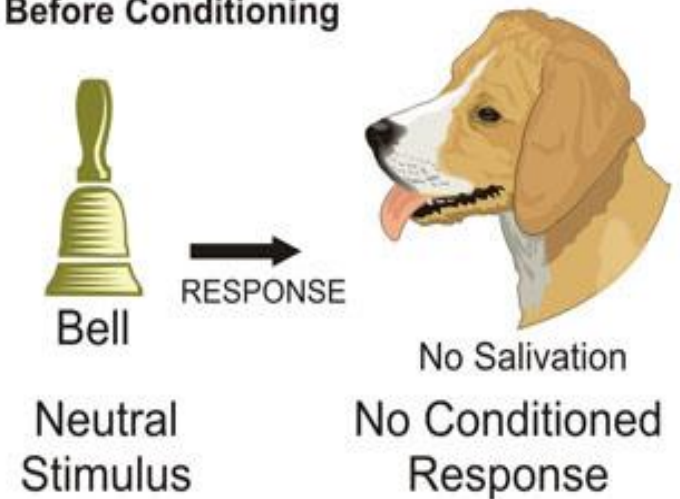 Before Conditioning
RESPONSE
Bell
No Salivation
Neutral
Stimulus
No Conditioned
Response